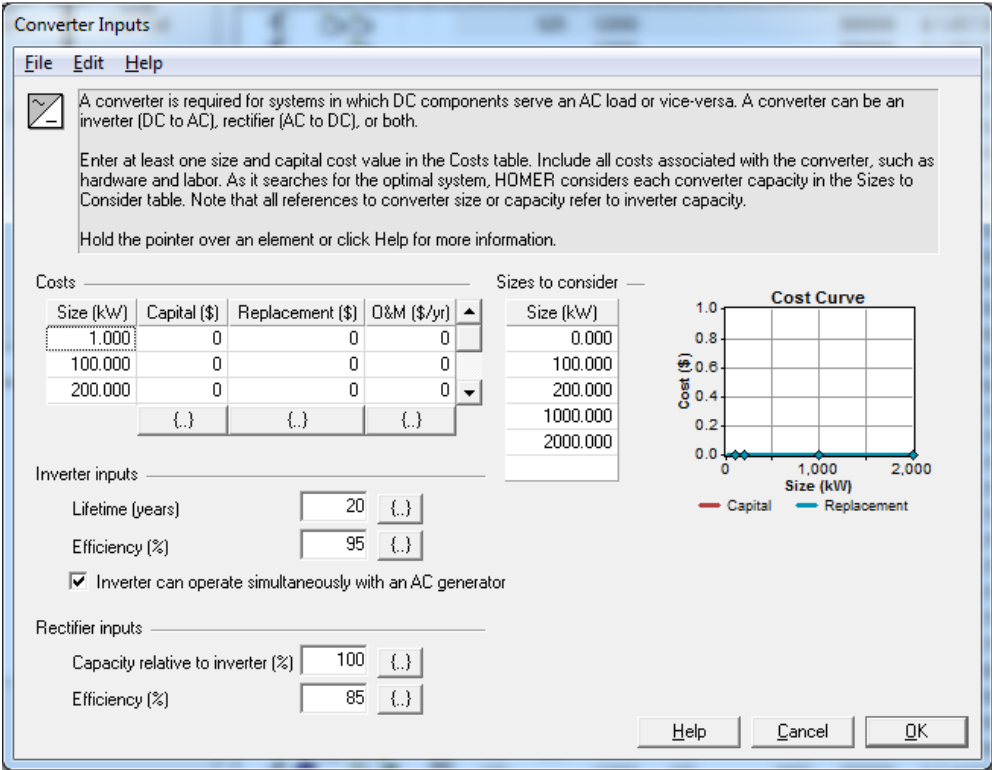 Converter Inputs
File Edit Help
A converter is required for systems in which DC components serve an AC load or vice-versa. A converter can be an
inverter (DC to AC), rectifier (AC to DC), or both.
Enter at least one size and capital cost value in the Costs table. Include all costs associated with the converter, such as
hardware and labor. As it searches for the optimal system, HOMER considers each converter capacity in the Sizes to
Consider table. Note that all references to converter size or capacity refer to inverter capacity.
Hold the pointer over an element or click Help for more information.
Costs
Size (kW) Capital ($) Replacement ($) O&M ($/yr)
1.000 0 0 0
100.000 0 0 0
200.000 0 0 0
{..} {..} {..}
Sizes to consider
Size (kW)
0.000
100.000
200.000
1000.000
2000.000
Cost Curve
Cost ($)
1.0
0.8
0.6
0.4
0.2
0.0
0 1,000 2,000
Size (kW)
Capital Replacement
Inverter inputs
Lifetime (years) 20 {..}
Efficiency (%) 95 {..}
Inverter can operate simultaneously with an AC generator
Rectifier inputs
Capacity relative to inverter (%) 100 {..}
Efficiency (%) 85 {..}
Help Cancel OK